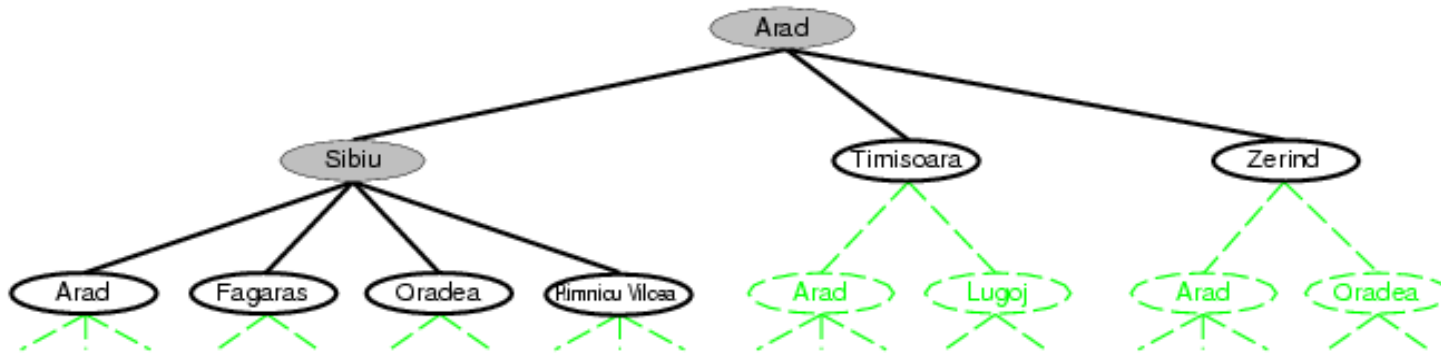 Arad
Sibiu
Timisoara
Zerind
Arad
Fagaras
Oradea
Rimnicu Vilcea
Arad
Lugoj
Arad
Oradea